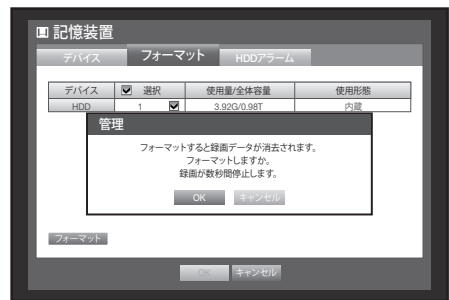 記憶装置
デバイス フォーマット HDDアラーム
デバイス 選択 使用量/全体容量 使用形態
HDD 1 3.92G/0.98T 内蔵
管理
フォーマットすると録画データが消去されます。
フォーマットしますか。
録画が数秒間停止します。
OK キャンセル
フォーマット
OK キャンセル